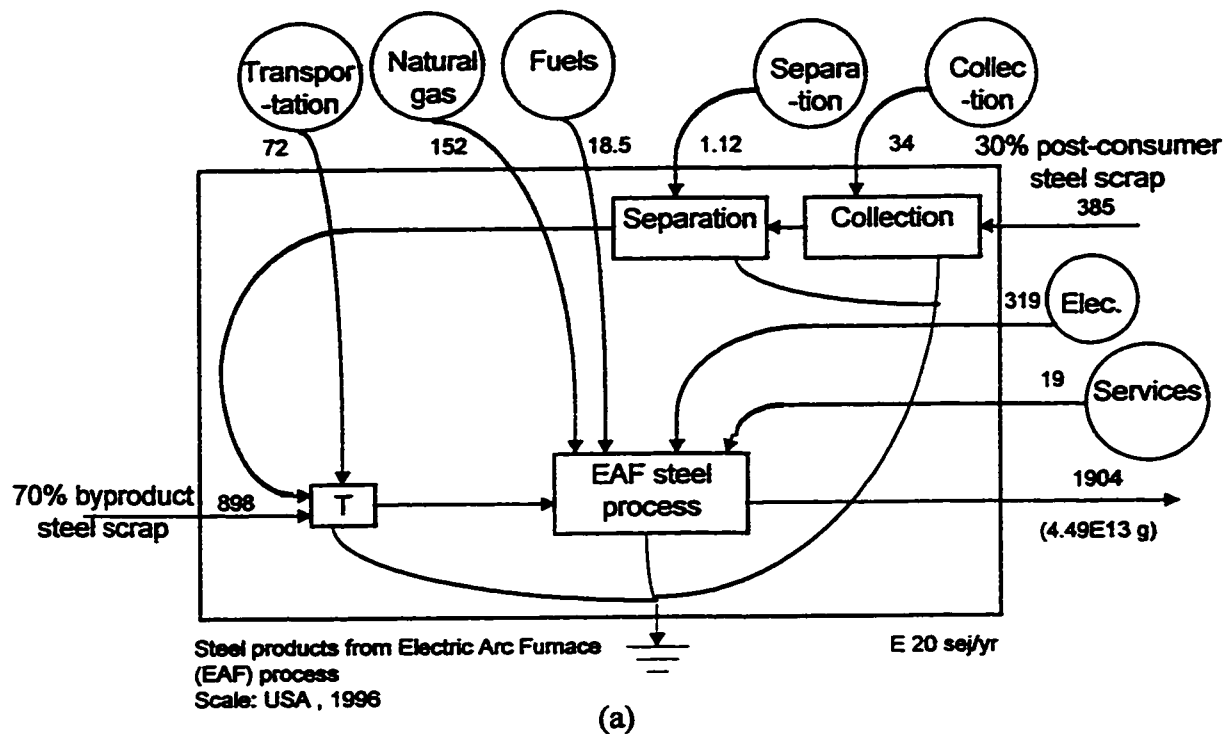 Transpor
-tation
Natural
gas
Fuels
Separa
-tion
Collec
-tion
72
152
18.5
1.12
34
30% post-consumer
steel scrap
385
Separation
Collection
319
Elec.
19
Services
70% byproduct
steel scrap
898
T
EAF steel
process
1904
(4.49E13 g)
Steel products from Electric Arc Furnace
(EAF) process
Scale: USA , 1996
E 20 sej/yr
(a)